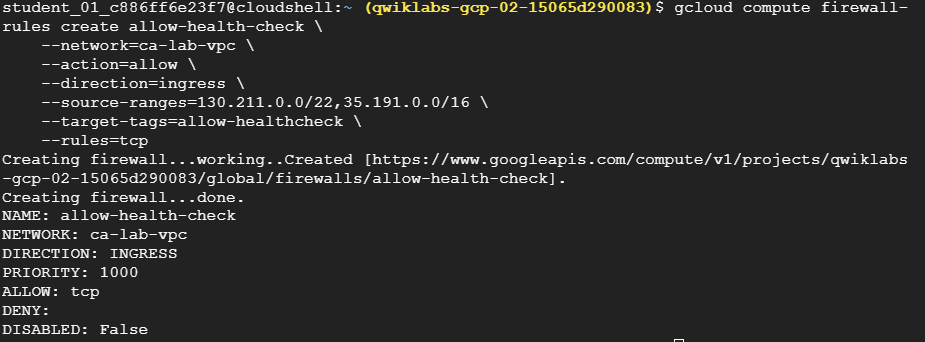 student_01_c886ff6e23f7@cloudshell:~ (qwiklabs-gcp-02-15065d290083)$ gcloud compute firewall-
rules create allow-health-check \
    --network=ca-lab-vpc \
    --action=allow \
    --direction=ingress \
    --source-ranges=130.211.0.0/22,35.191.0.0/16 \
    --target-tags=allow-healthcheck \
    --rules=tcp
Creating firewall...working..Created [https://www.googleapis.com/compute/v1/projects/qwiklabs
-gcp-02-15065d290083/global/firewalls/allow-health-check].
Creating firewall...done.
NAME: allow-health-check
NETWORK: ca-lab-vpc
DIRECTION: INGRESS
PRIORITY: 1000
ALLOW: tcp
DENY:
DISABLED: False